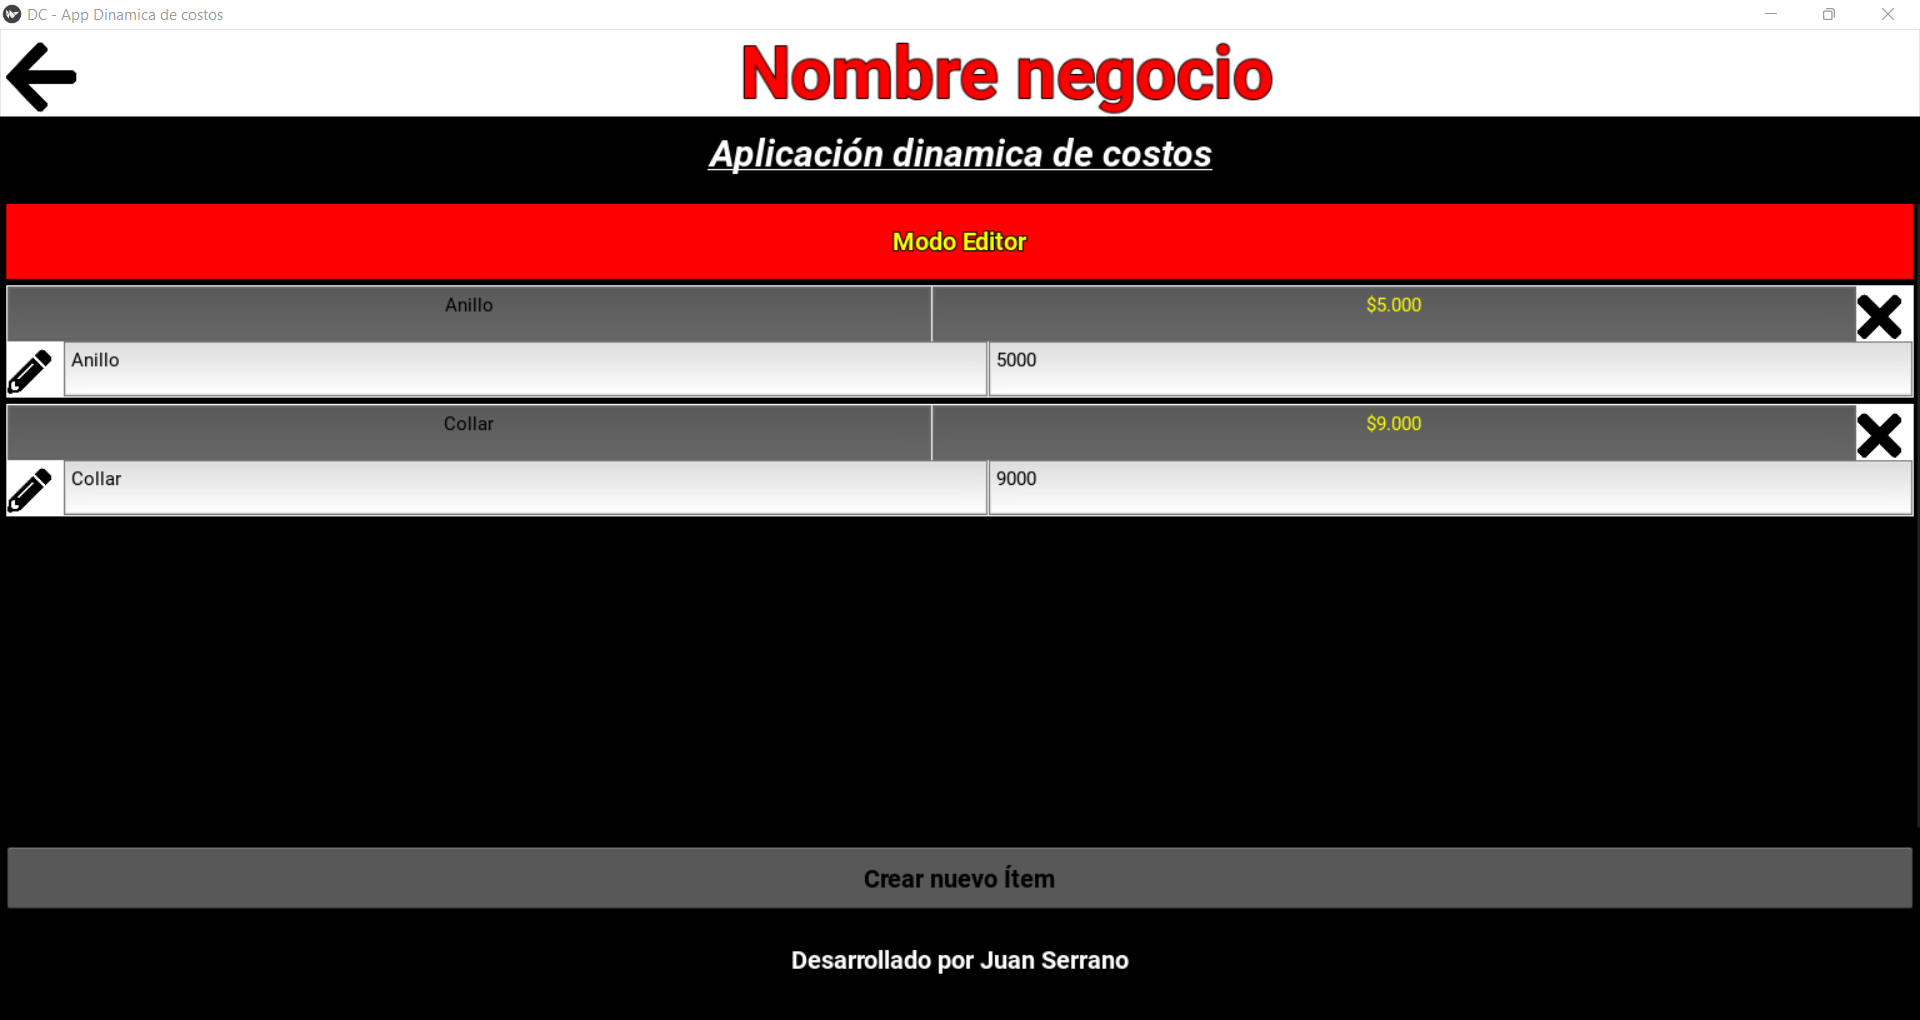 DC - App Dinamica de costos
Nombre negocio
Aplicación dinamica de costos
Modo Editor
Anillo $5.000
Anillo 5000
Collar $9.000
Collar 9000
Crear nuevo Ítem
Desarrollado por Juan Serrano